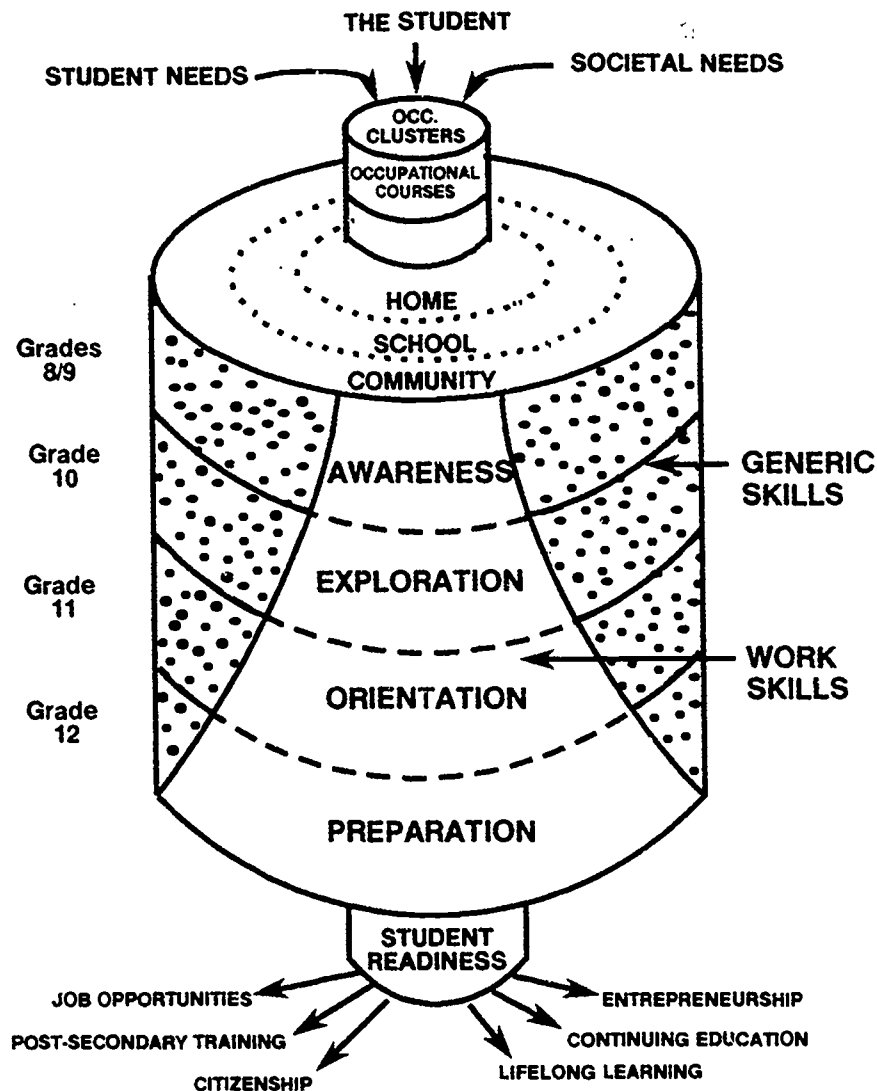 THE STUDENT
STUDENT NEEDS
SOCIETAL NEEDS
OCC.
CLUSTERS
OCCUPATIONAL
COURSES
HOME
SCHOOL
COMMUNITY
Grades
8/9
Grade
10
AWARENESS
GENERIC
SKILLS
EXPLORATION
Grade
11
WORK
SKILLS
ORIENTATION
Grade
12
PREPARATION
STUDENT
READINESS
JOB OPPORTUNITIES
ENTREPRENEURSHIP
POST-SECONDARY TRAINING
CONTINUING EDUCATION
CITIZENSHIP
LIFELONG LEARNING